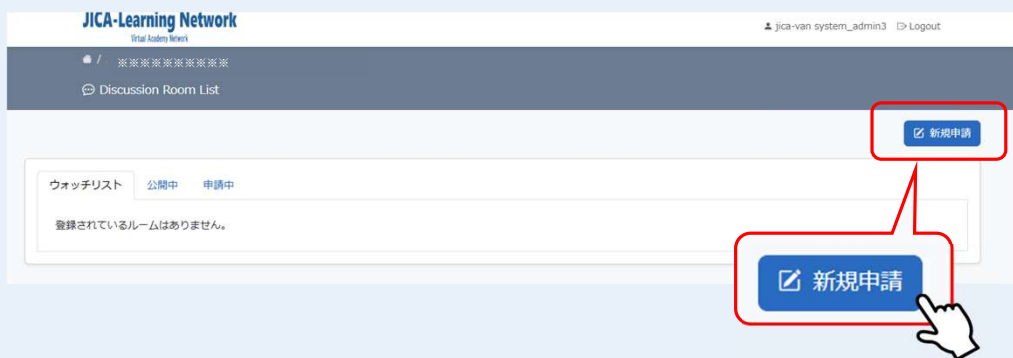 JICA-Learning Network
Virtual Academy Network
jica-van system_admin3 Logout
/ ※※※※※※※※※※
Discussion Room List
新規申請
ウォッチリスト 公開中 申請中
登録されているルームはありません。
新規申請